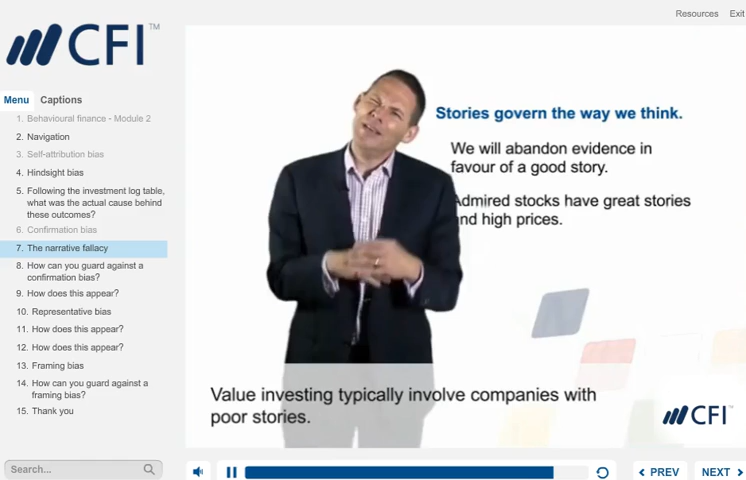 Resources Exit
CFI™
Menu Captions
1. Behavioural finance - Module 2
2. Navigation
3. Self-attribution bias
4. Hindsight bias
5. Following the investment log table,
what was the actual cause behind
these outcomes?
6. Confirmation bias
7. The narrative fallacy
8. How can you guard against a
confirmation bias?
9. How does this appear?
10. Representative bias
11. How does this appear?
12. How does this appear?
13. Framing bias
14. How can you guard against a
framing bias?
15. Thank you
Search...
Stories govern the way we think.
We will abandon evidence in
favour of a good story.
Admired stocks have great stories
and high prices.
Value investing typically involve companies with
poor stories.
CFI™
PREV NEXT